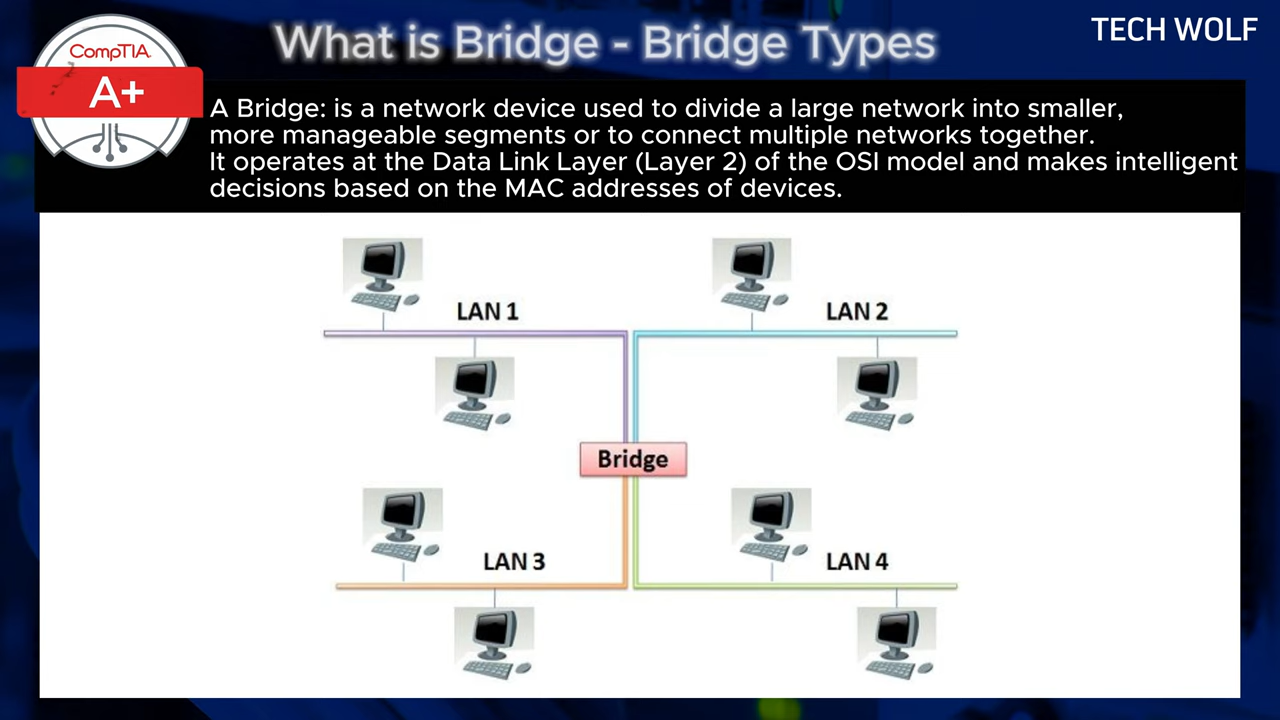 What is Bridge - Bridge Types
TECH WOLF
CompTIA.
A+
A Bridge: is a network device used to divide a large network into smaller,
more manageable segments or to connect multiple networks together.
It operates at the Data Link Layer (Layer 2) of the OSI model and makes intelligent
decisions based on the MAC addresses of devices.
LAN 1
LAN 2
Bridge
LAN 3
LAN 4